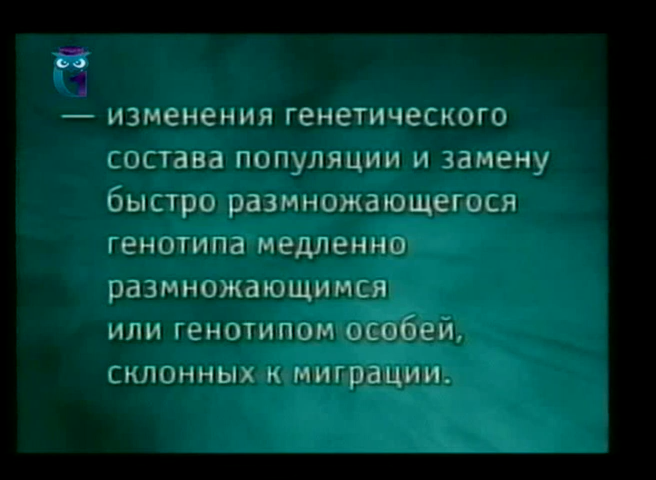 — изменения генетического
состава популяции и замену
быстро размножающегося
генотипа медленно
размножающимся
или генотипом особей,
склонных к миграции.